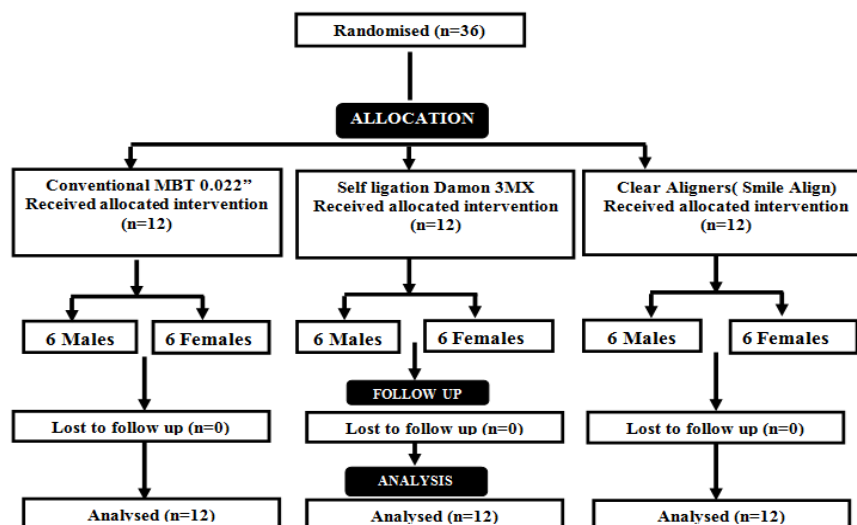 Randomised (n=36)
ALLOCATION
Conventional MBT 0.022”
Received allocated intervention
(n=12)
Self ligation Damon 3MX
Received allocated intervention
(n=12)
Clear Aligners( Smile Align)
Received allocated intervention
(n=12)
6 Males
6 Females
6 Males
6 Females
6 Males
6 Females
FOLLOW UP
Lost to follow up (n=0)
Lost to follow up (n=0)
Lost to follow up (n=0)
ANALYSIS
Analysed (n=12)
Analysed (n=12)
Analysed (n=12)